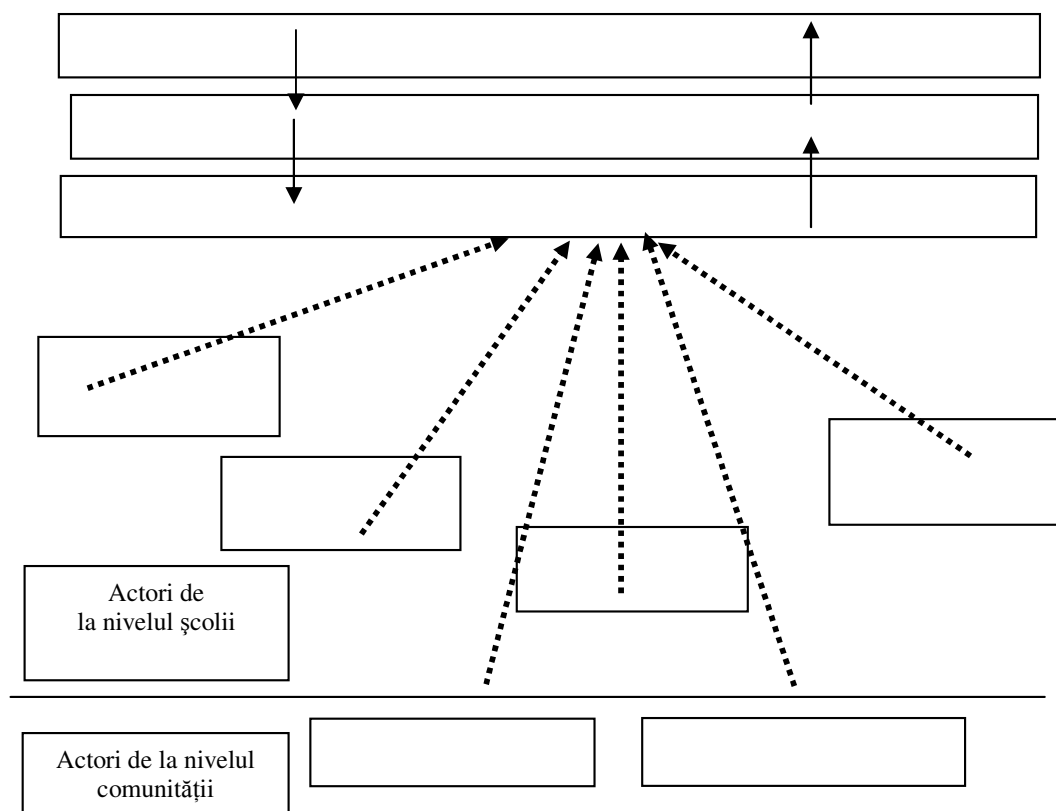 Actori de
la nivelul şcolii
Actori de la nivelul
comunităţii